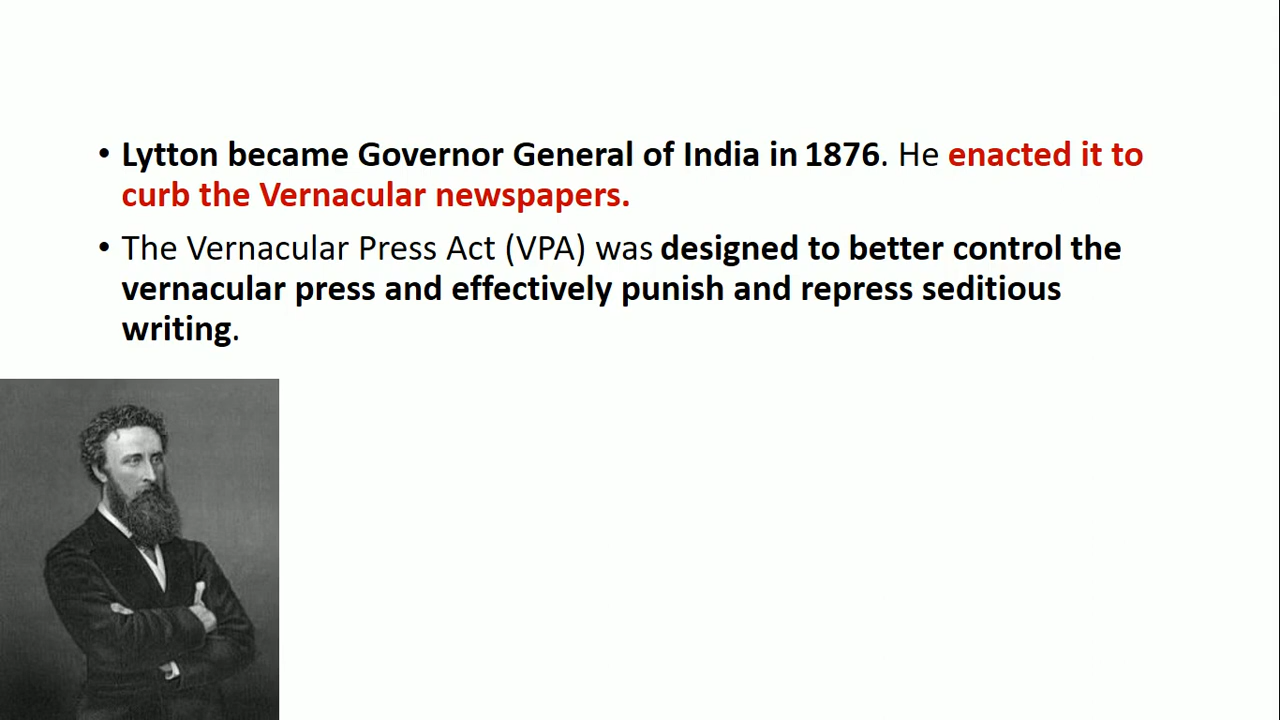 • Lytton became Governor General of India in 1876. He enacted it to
curb the Vernacular newspapers.
• The Vernacular Press Act (VPA) was designed to better control the
vernacular press and effectively punish and repress seditious
writing.